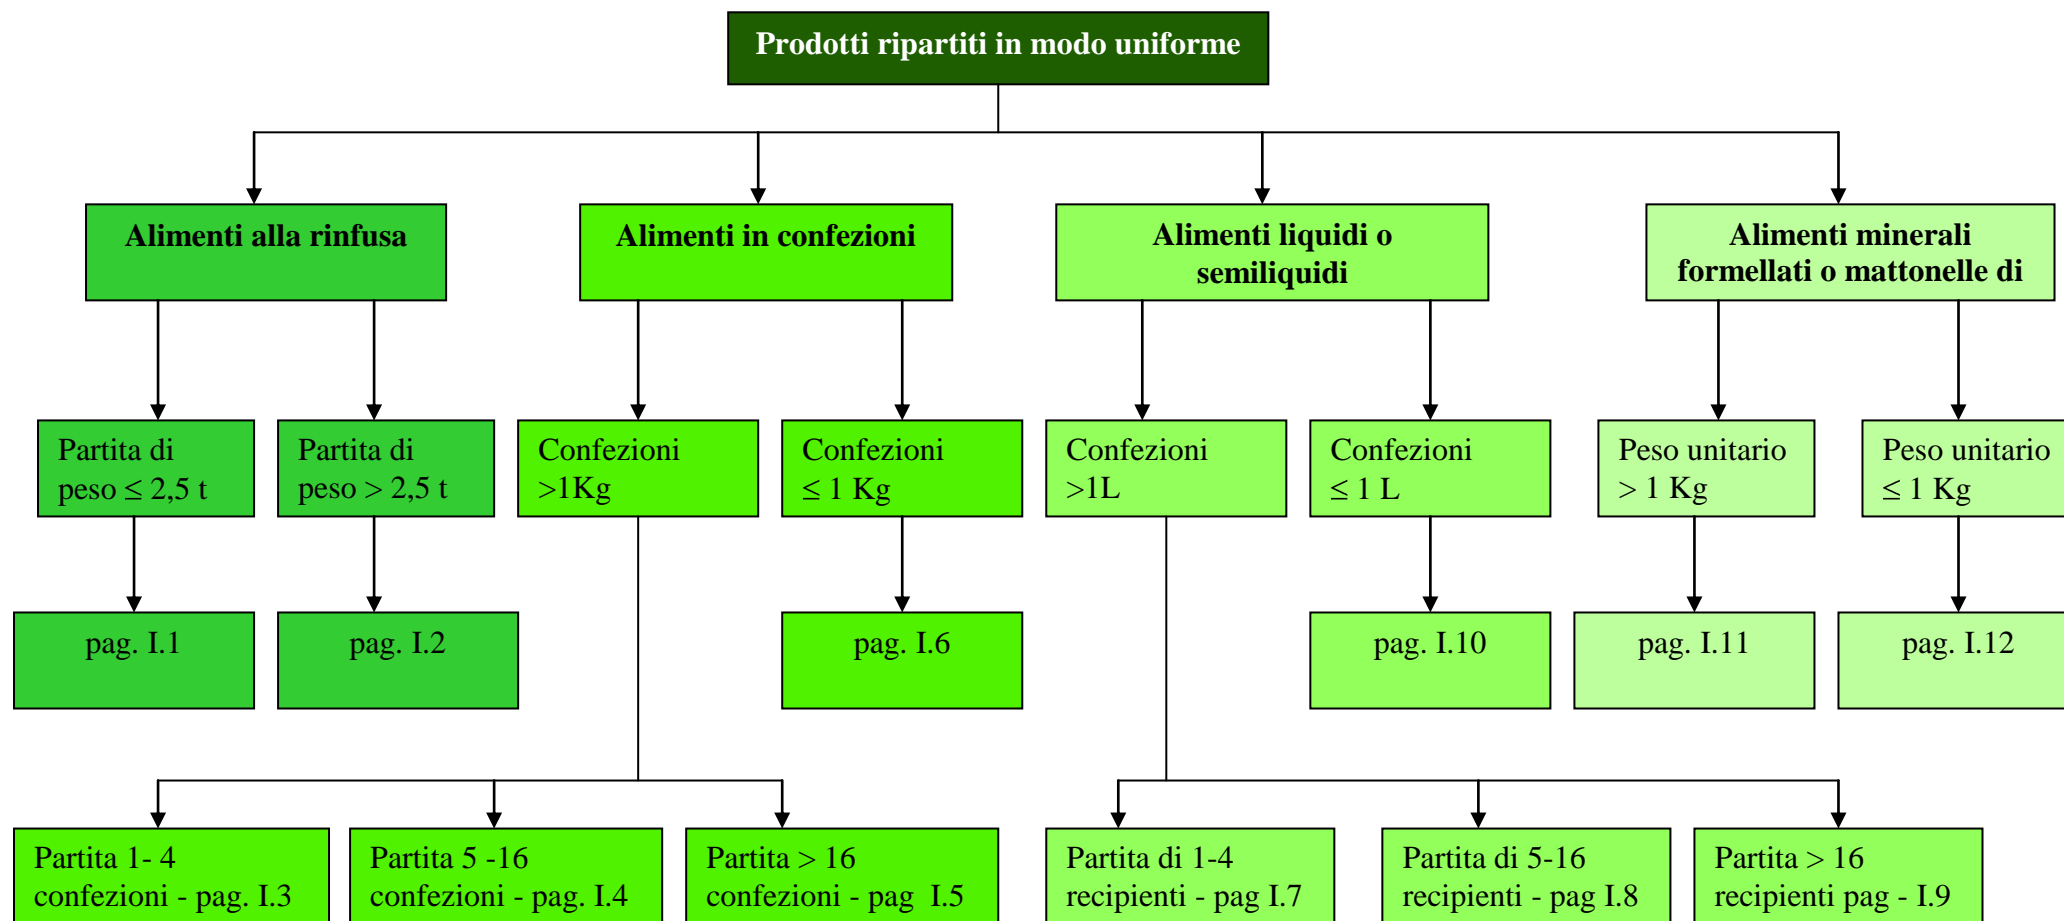 Prodotti ripartiti in modo uniforme
Alimenti alla rinfusa
Alimenti in confezioni
Alimenti liquidi o
semiliquidi
Alimenti minerali
formellati o mattonelle di
Partita di
peso ≤ 2,5 t
Partita di
peso > 2,5 t
Confezioni
>1Kg
Confezioni
≤ 1 Kg
Confezioni
>1L
Confezioni
≤ 1 L
Peso unitario
> 1 Kg
Peso unitario
≤ 1 Kg
pag. I.1
pag. I.2
pag. I.6
pag. I.10
pag. I.11
pag. I.12
Partita 1- 4
confezioni - pag. I.3
Partita 5 -16
confezioni - pag. I.4
Partita > 16
confezioni - pag  I.5
Partita di 1-4
recipienti - pag I.7
Partita di 5-16
recipienti - pag I.8
Partita > 16
recipienti pag - I.9